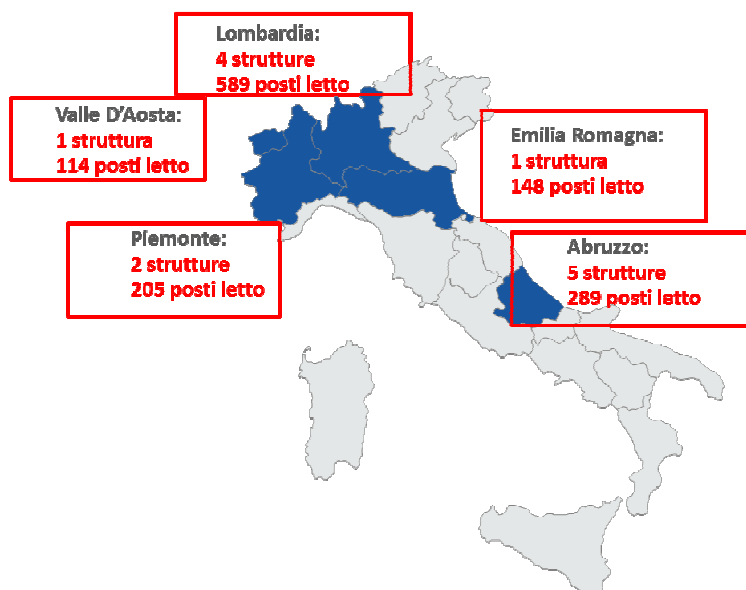 Lombardia:
4 strutture
589 posti letto
Valle D'Aosta:
1 struttura
114 posti letto
Emilia Romagna:
1 struttura
148 posti letto
Piemonte:
2 strutture
205 posti letto
Abruzzo:
5 strutture
289 posti letto